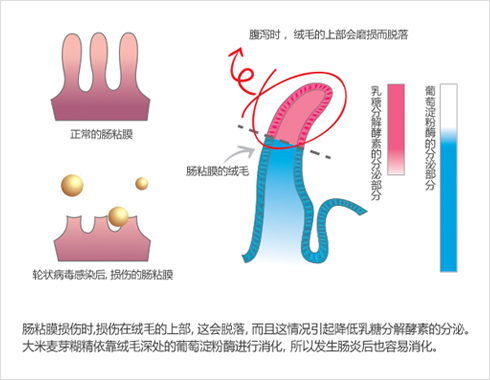 腹泻时，绒毛的上部会磨损而脱落
正常的肠粘膜
肠粘膜的绒毛
乳糖分解酵素的分泌部分
葡萄淀粉酶的分泌部分
轮状病毒感染后, 损伤的肠粘膜
肠粘膜损伤时,损伤在绒毛的上部, 这会脱落, 而且这情况引起降低乳糖分解酵素的分泌。
大米麦芽糊精依靠绒毛深处的葡萄淀粉酶进行消化, 所以发生肠炎后也容易消化。